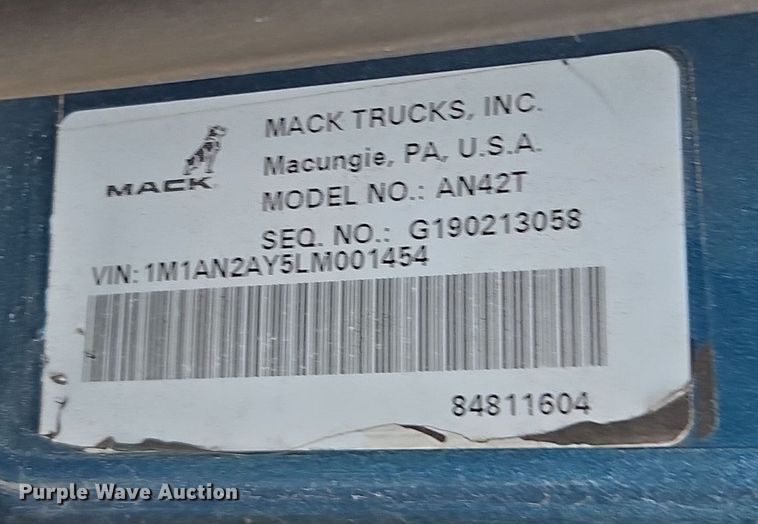 MACK TRUCKS, INC.
Macungie, PA, U.S.A.
MACK
MODEL NO.: AN42T
SEQ. NO.: G190213058
VIN: 1M1AN2AY5LM001454
84811604
Purple Wave Auction